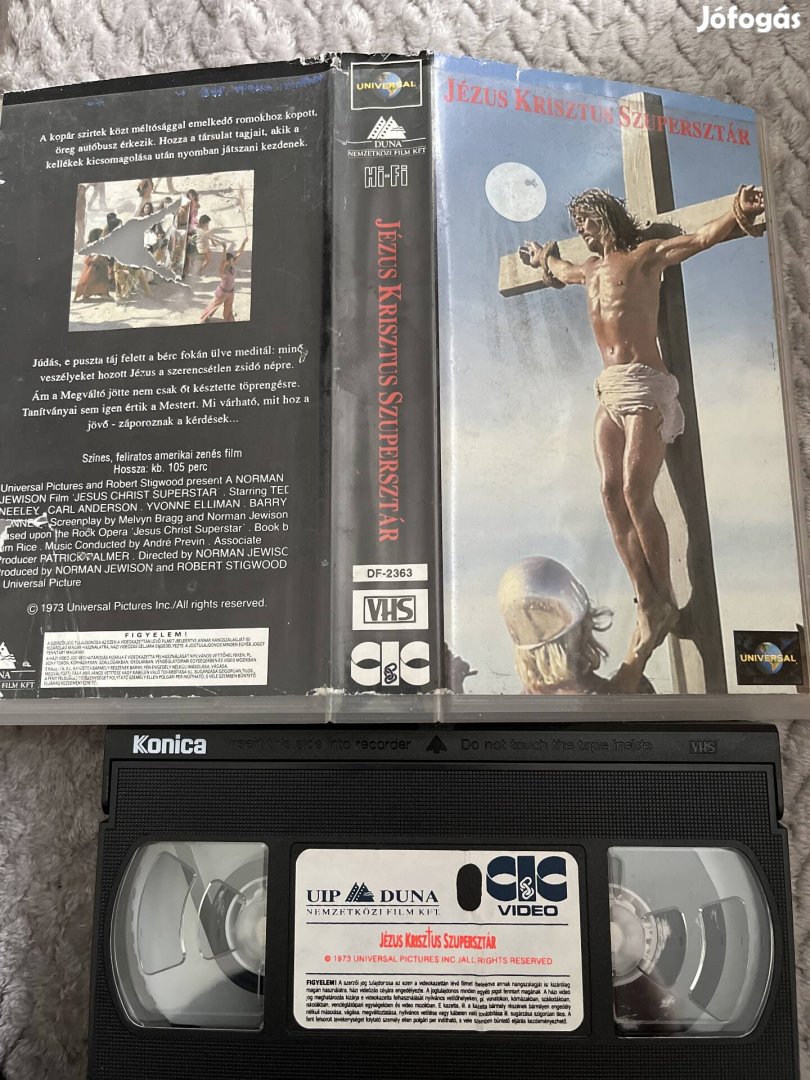 Jófogás
A kopár szirtek közt méltósággal emelkedő romokhoz kopott,
öreg autóbusz érkezik. Hozza a társulat tagjait, akik a
kellékek kicsomagolása után nyomban játszani kezdenek.
Júdás, e puszta táj felett a bérc fokán ülve meditál: minő
veszélyeket hozott Jézus a szerencsétlen zsidó népre.
Ám a Megváltó jötte nem csak őt késztette töprengésre.
Tanítványai sem igen értik a Mestert. Mi várható, mit hoz a
jövő - záporoznak a kérdések...
Színes, feliratos amerikai zenés film
Hossza: kb. 105 perc
Universal Pictures and Robert Stigwood present A NORMAN
JEWISON Film 'JESUS CHRIST SUPERSTAR'. Starring TED
NEELEY, CARL ANDERSON . YVONNE ELLIMAN . BARRY
Screenplay by Melvyn Bragg and Norman Jewison
based upon the Rock Opera 'Jesus Christ Superstar'. Book b
m Rice . Music Conducted by André Previn . Associate
Producer PATRICK PALMER . Directed by NORMAN JEWISO
Produced by NORMAN JEWISON and ROBERT STIGWOOD
Universal Picture
© 1973 Universal Pictures Inc./All rights reserved.
FIGYELEM!
UNA
FILM KFT
UNIVERSAL
DUNA
NEMZETKÖZI FILM KFT
Hi-Fi
JÉZUS KRISZTUS SZUPERSZTÁR
DF-2363
VHS
CIC
JÉZUS KRISZTUS SZUPERSZTÁR
UNIVERSAL
Konica
Insert this side into recorder
Do not touch the tape inside
VHS
UIP DUNA
NEMZETKÖZI FILM KFT.
CIC
VIDEO
JÉZUS KRISZTUS SZUPERSZTÁR
© 1973 UNIVERSAL PICTURES INC./ALL RIGHTS RESERVED
FIGYELEM!